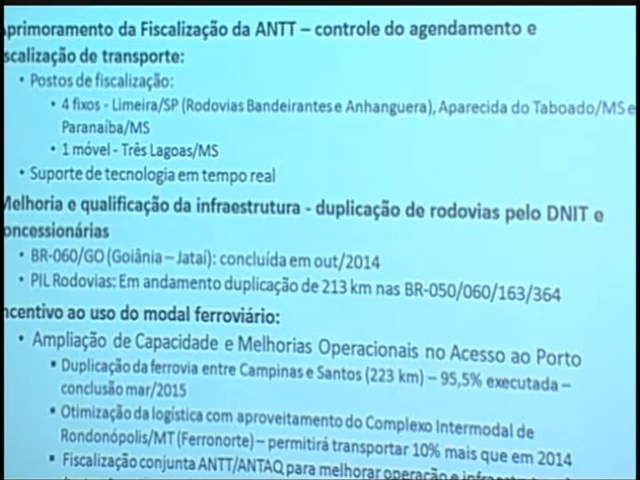 primoramento da Fiscalização da ANTT – controle do agendamento e
scalização de transporte:
• Postos de fiscalização:
• 4 fixos - Limeira/SP (Rodovias Bandeirantes e Anhanguera), Aparecida do Taboado/MS e
Paranaíba/MS
• 1 móvel - Três Lagoas/MS
• Suporte de tecnologia em tempo real
Melhoria e qualificação da infraestrutura - duplicação de rodovias pelo DNIT e
oncessionárias
• BR-060/GO (Goiânia – Jataí): concluída em out/2014
• PIL Rodovias: Em andamento duplicação de 213 km nas BR-050/060/163/364
ncentivo ao uso do modal ferroviário:
• Ampliação de Capacidade e Melhorias Operacionais no Acesso ao Porto
▪ Duplicação da ferrovia entre Campinas e Santos (223 km) – 95,5% executada –
conclusão mar/2015
▪ Otimização da logística com aproveitamento do Complexo Intermodal de
Rondonópolis/MT (Ferronorte) – permitirá transportar 10% mais que em 2014
▪ Fiscalização conjunta ANTT/ANTAQ para melhorar operação e